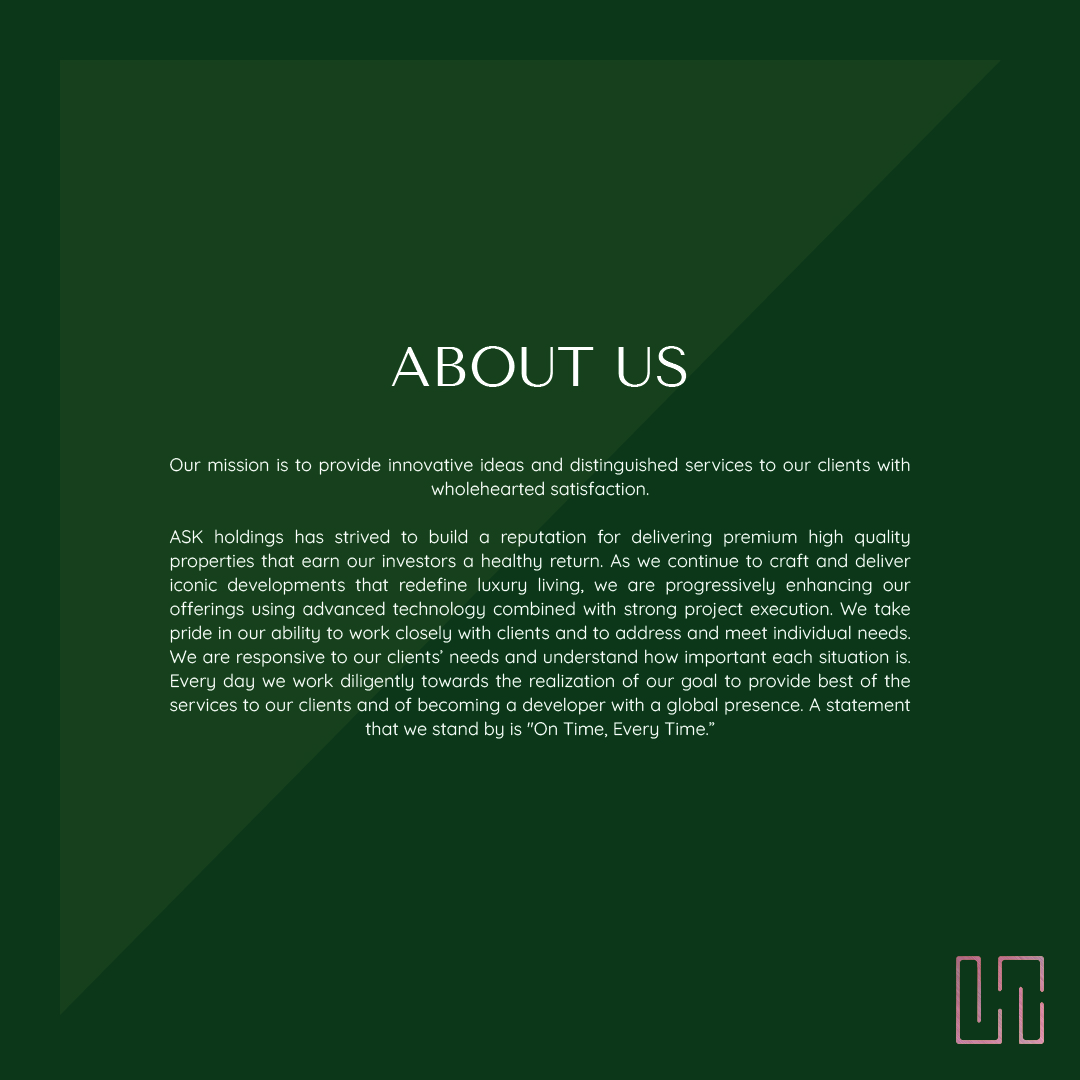 ABOUT US
Our mission is to provide innovative ideas and distinguished services to our clients with
wholehearted satisfaction.
ASK holdings has strived to build a reputation for delivering premium high quality
properties that earn our investors a healthy return. As we continue to craft and deliver
iconic developments that redefine luxury living, we are progressively enhancing our
offerings using advanced technology combined with strong project execution. We take
pride in our ability to work closely with clients and to address and meet individual needs.
We are responsive to our clients’ needs and understand how important each situation is.
Every day we work diligently towards the realization of our goal to provide best of the
services to our clients and of becoming a developer with a global presence. A statement
that we stand by is "On Time, Every Time.”